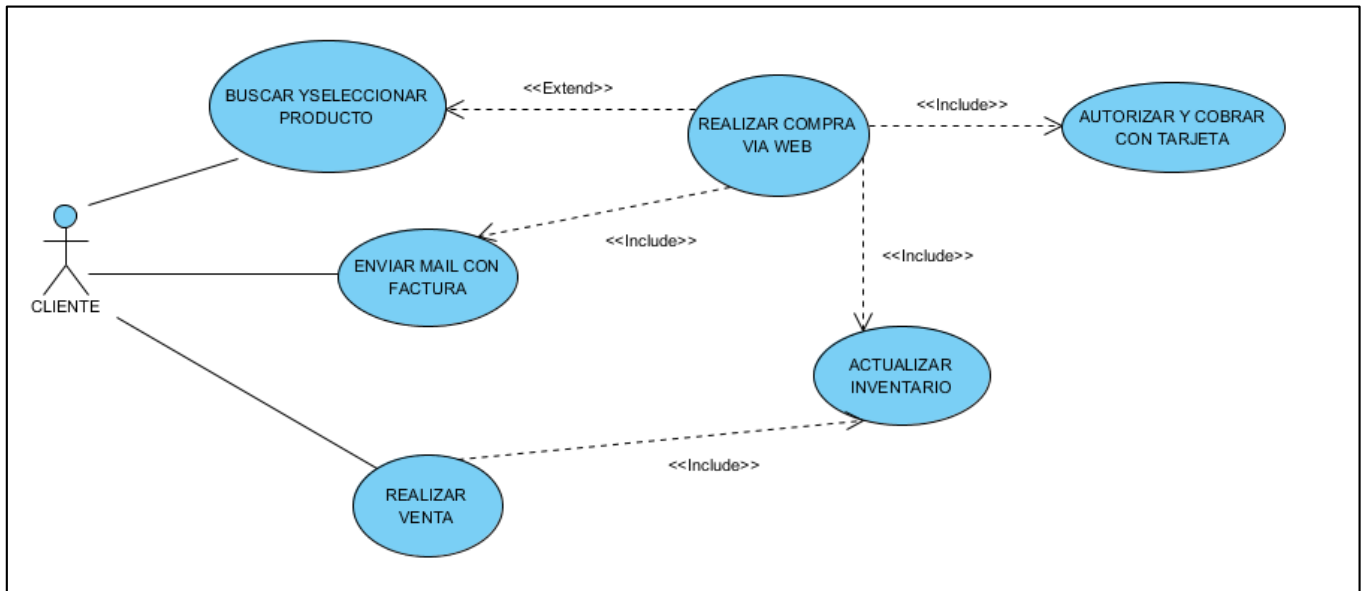 BUSCAR YSELECCIONAR
PRODUCTO
<<Extend>>
REALIZAR COMPRA
VIA WEB
<<Include>>
AUTORIZAR Y COBRAR
CON TARJETA
<<Include>>
<<Include>>
ENVIAR MAIL CON
FACTURA
CLIENTE
ACTUALIZAR
INVENTARIO
<<Include>>
REALIZAR
VENTA